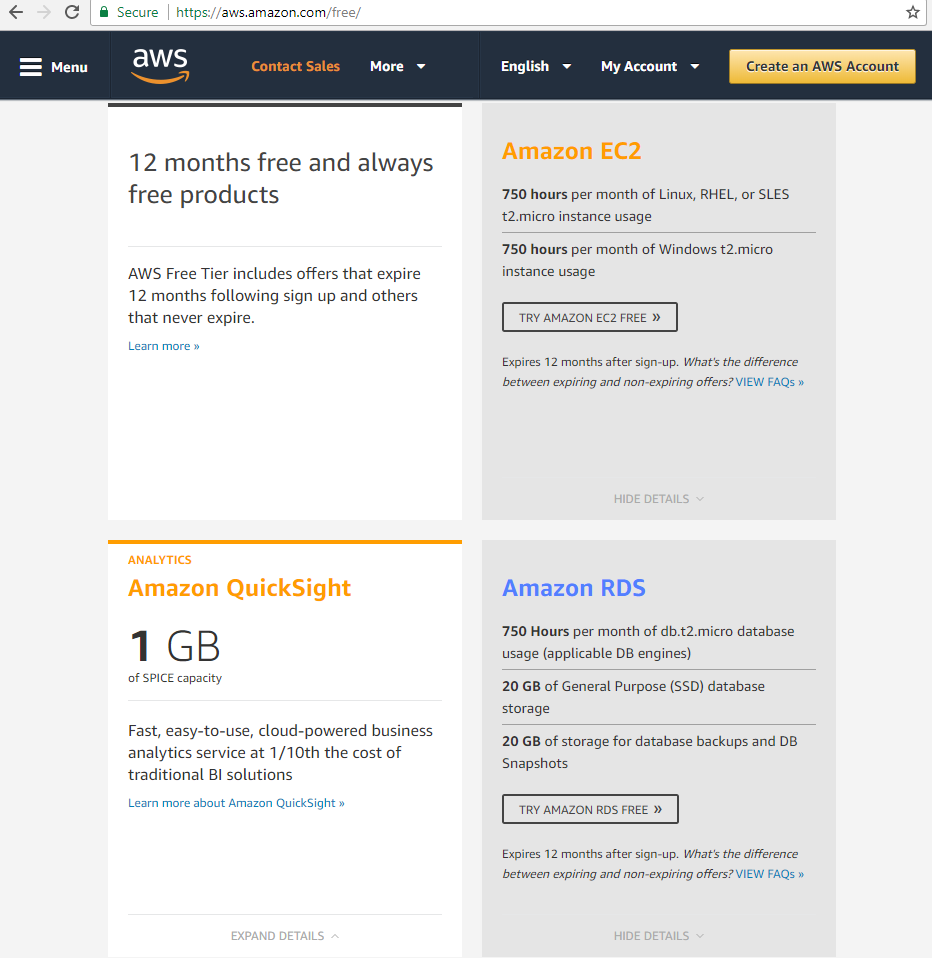 Secure https://aws.amazon.com/free/
Menu
aws
Contact Sales
More
English
My Account
Create an AWS Account
12 months free and always
free products
AWS Free Tier includes offers that expire
12 months following sign up and others
that never expire.
Learn more »
Amazon EC2
750 hours per month of Linux, RHEL, or SLES
t2.micro instance usage
750 hours per month of Windows t2.micro
instance usage
TRY AMAZON EC2 FREE »
Expires 12 months after sign-up. What's the difference
between expiring and non-expiring offers? VIEW FAQs »
HIDE DETAILS
ANALYTICS
Amazon QuickSight
1 GB
of SPICE capacity
Fast, easy-to-use, cloud-powered business
analytics service at 1/10th the cost of
traditional BI solutions
Learn more about Amazon QuickSight »
EXPAND DETAILS
Amazon RDS
750 Hours per month of db.t2.micro database
usage (applicable DB engines)
20 GB of General Purpose (SSD) database
storage
20 GB of storage for database backups and DB
Snapshots
TRY AMAZON RDS FREE »
Expires 12 months after sign-up. What's the difference
between expiring and non-expiring offers? VIEW FAQs »
HIDE DETAILS